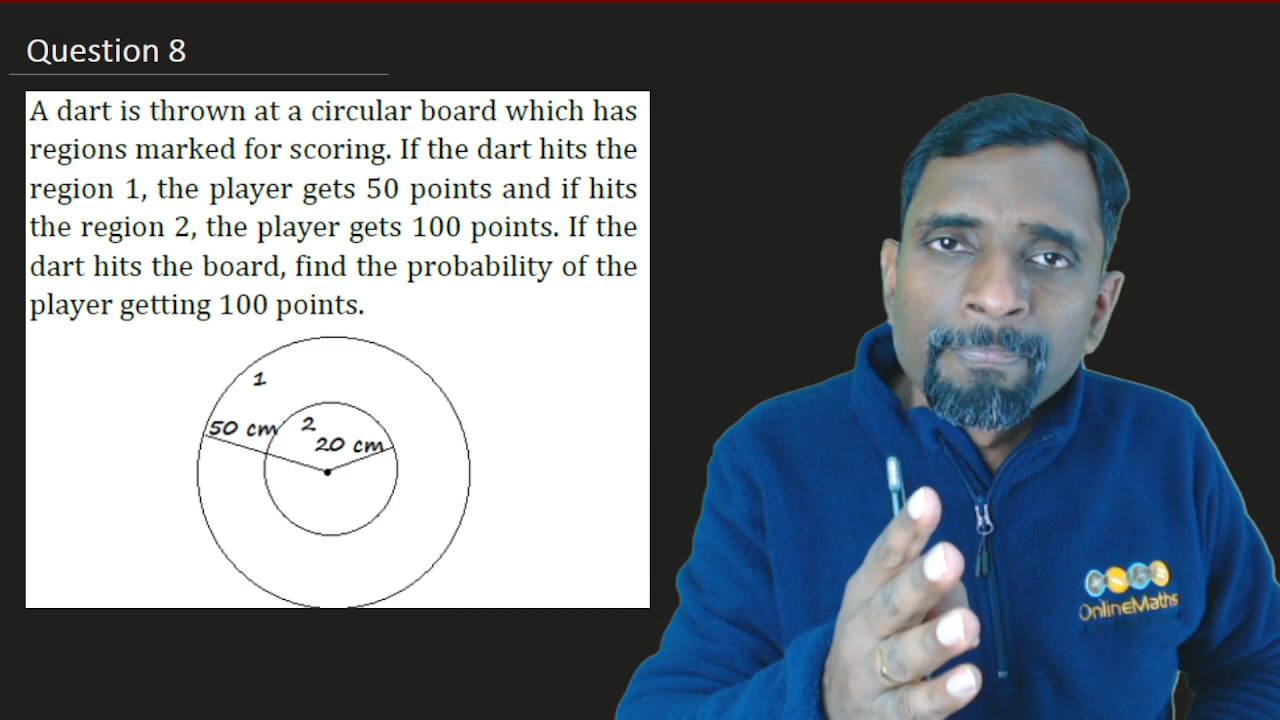 Question 8
A dart is thrown at a circular board which has
regions marked for scoring. If the dart hits the
region 1, the player gets 50 points and if hits
the region 2, the player gets 100 points. If the
dart hits the board, find the probability of the
player getting 100 points.
1
50 cm
2
20 cm
OnlineMaths